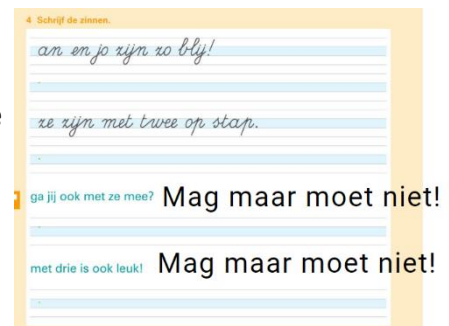 4 Schrijf de zinnen.
an en jo zijn zo blij!
ze zijn met twee op stap.
ga jij ook met ze mee? Mag maar moet niet!
met drie is ook leuk! Mag maar moet niet!